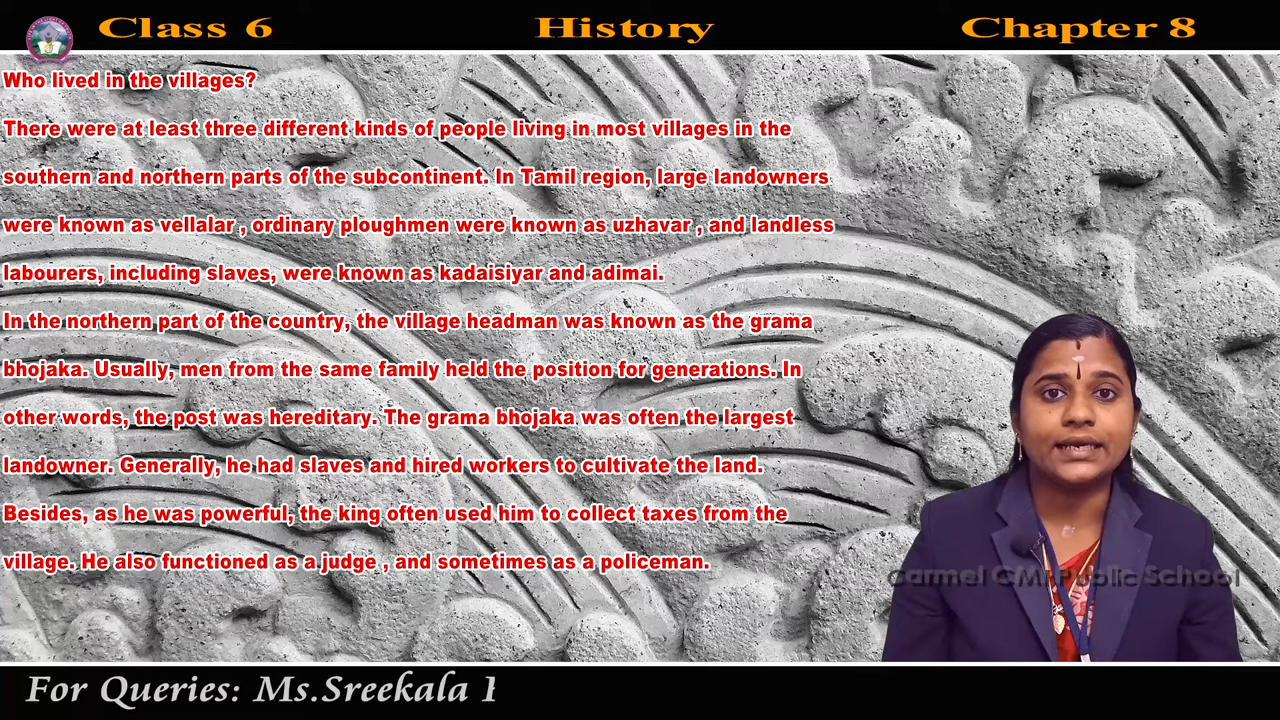 Class 6 History Chapter 8
Who lived in the villages?
There were at least three different kinds of people living in most villages in the
southern and northern parts of the subcontinent. In Tamil region, large landowners
were known as vellalar , ordinary ploughmen were known as uzhavar , and landless
labourers, including slaves, were known as kadaisiyar and adimai.
In the northern part of the country, the village headman was known as the grama
bhojaka. Usually, men from the same family held the position for generations. In
other words, the post was hereditary. The grama bhojaka was often the largest
landowner. Generally, he had slaves and hired workers to cultivate the land.
Besides, as he was powerful, the king often used him to collect taxes from the
village. He also functioned as a judge , and sometimes as a policeman.
Carmel CMI Public School
For Queries: Ms.Sreekala